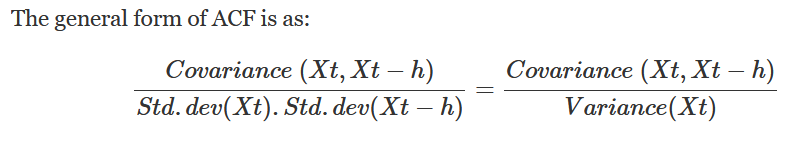 The general form of ACF is as:
Covariance (Xt, Xt − h) / Std. dev(Xt). Std. dev(Xt − h) = Covariance (Xt, Xt − h) / Variance(Xt)